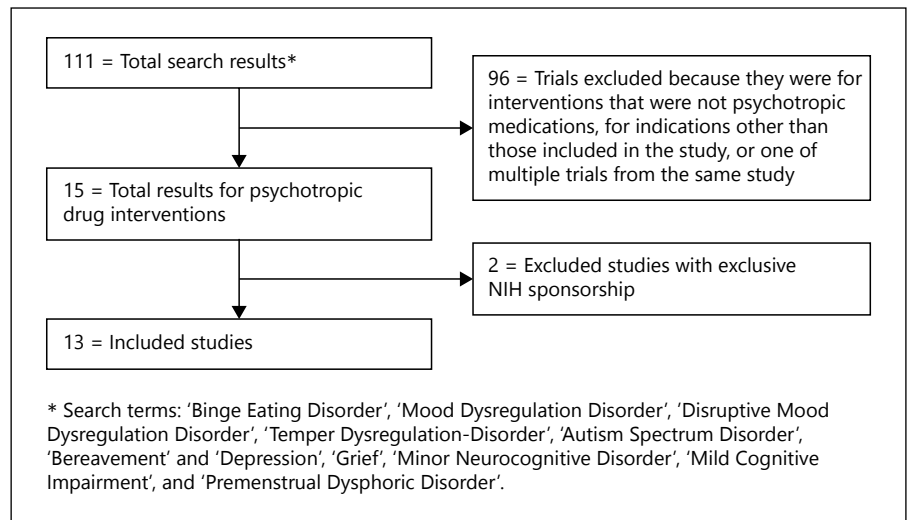 111 = Total search results*
96 = Trials excluded because they were for
interventions that were not psychotropic
medications, for indications other than
those included in the study, or one of
multiple trials from the same study
15 = Total results for psychotropic
drug interventions
2 = Excluded studies with exclusive
NIH sponsorship
13 = Included studies
* Search terms: ‘Binge Eating Disorder’, ‘Mood Dysregulation Disorder’, ‘Disruptive Mood
Dysregulation Disorder’, ‘Temper Dysregulation-Disorder’, ‘Autism Spectrum Disorder’,
‘Bereavement’ and ‘Depression’, ‘Grief’, ‘Minor Neurocognitive Disorder’, ‘Mild Cognitive
Impairment’, and ‘Premenstrual Dysphoric Disorder’.